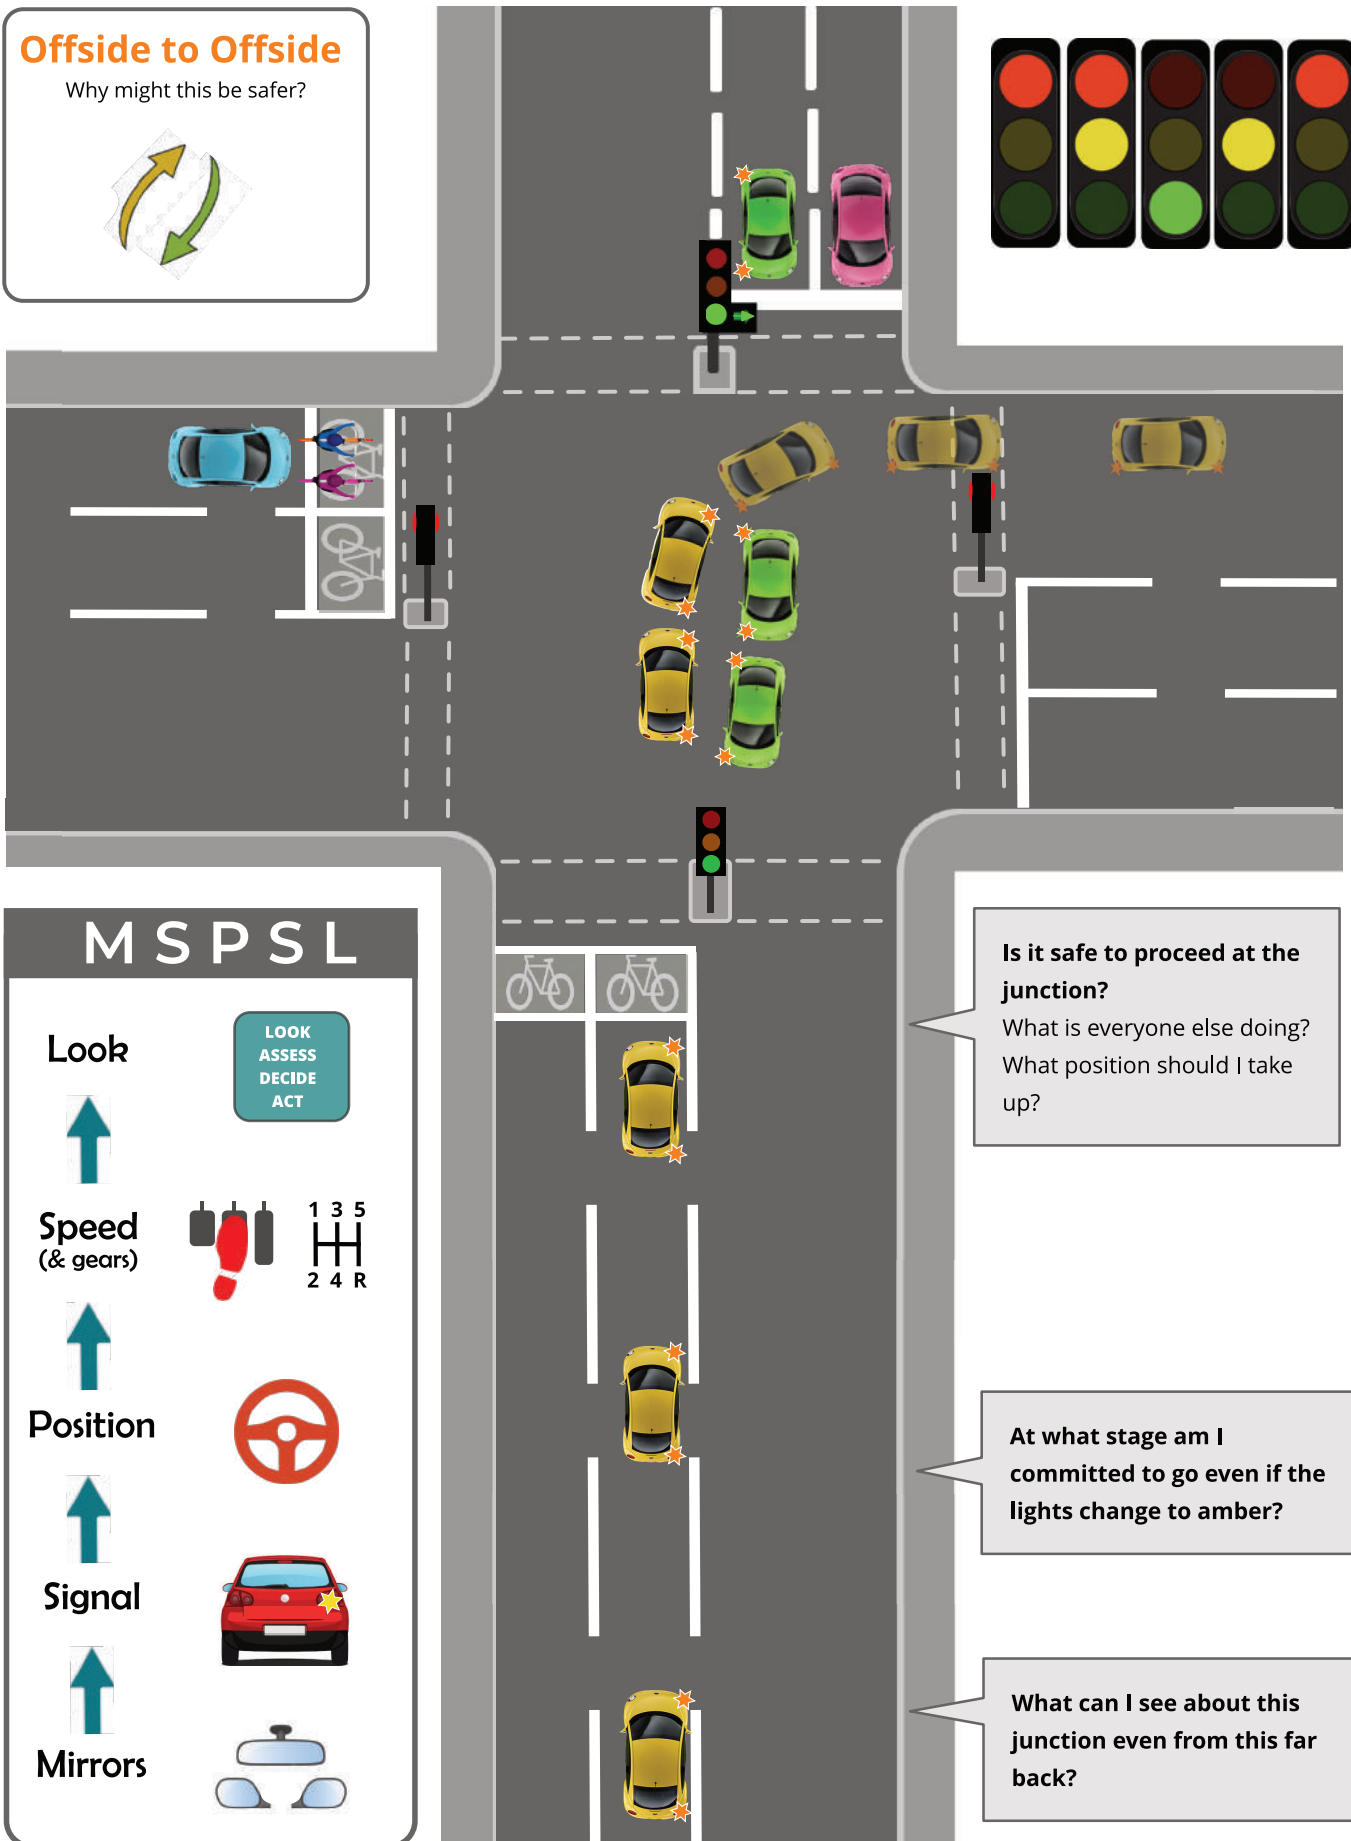 Offside to Offside
Why might this be safer?
M S P S L
Look
LOOK
ASSESS
DECIDE
ACT
Speed
(& gears)
1 3 5
2 4 R
Position
Signal
Mirrors
Is it safe to proceed at the
junction?
What is everyone else doing?
What position should I take
up?
At what stage am I
committed to go even if the
lights change to amber?
What can I see about this
junction even from this far
back?